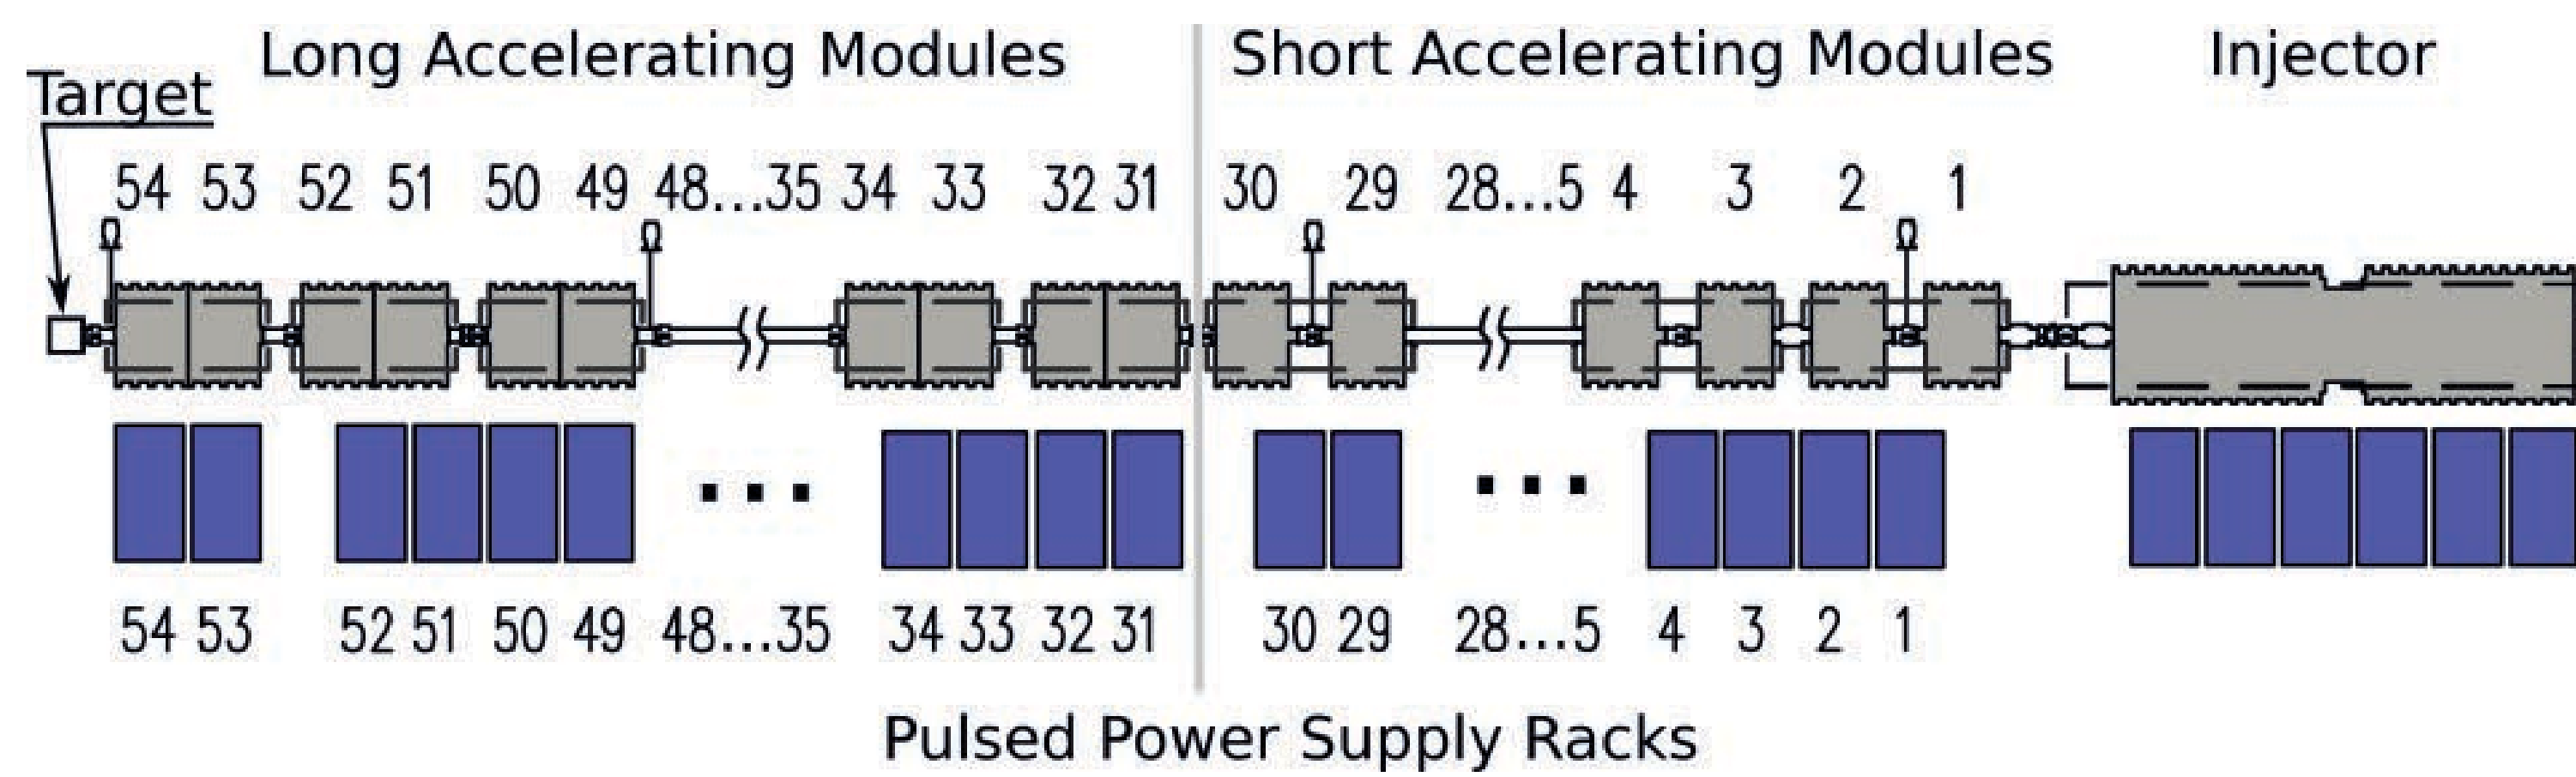 Long Accelerating Modules Short Accelerating Modules Injector
Target
54 53 52 51 50 49 48...35 34 33 32 31 30 29 28...5 4 3 2 1
54 53 52 51 50 49 48...35 34 33 32 31 30 29 28...5 4 3 2 1
Pulsed Power Supply Racks